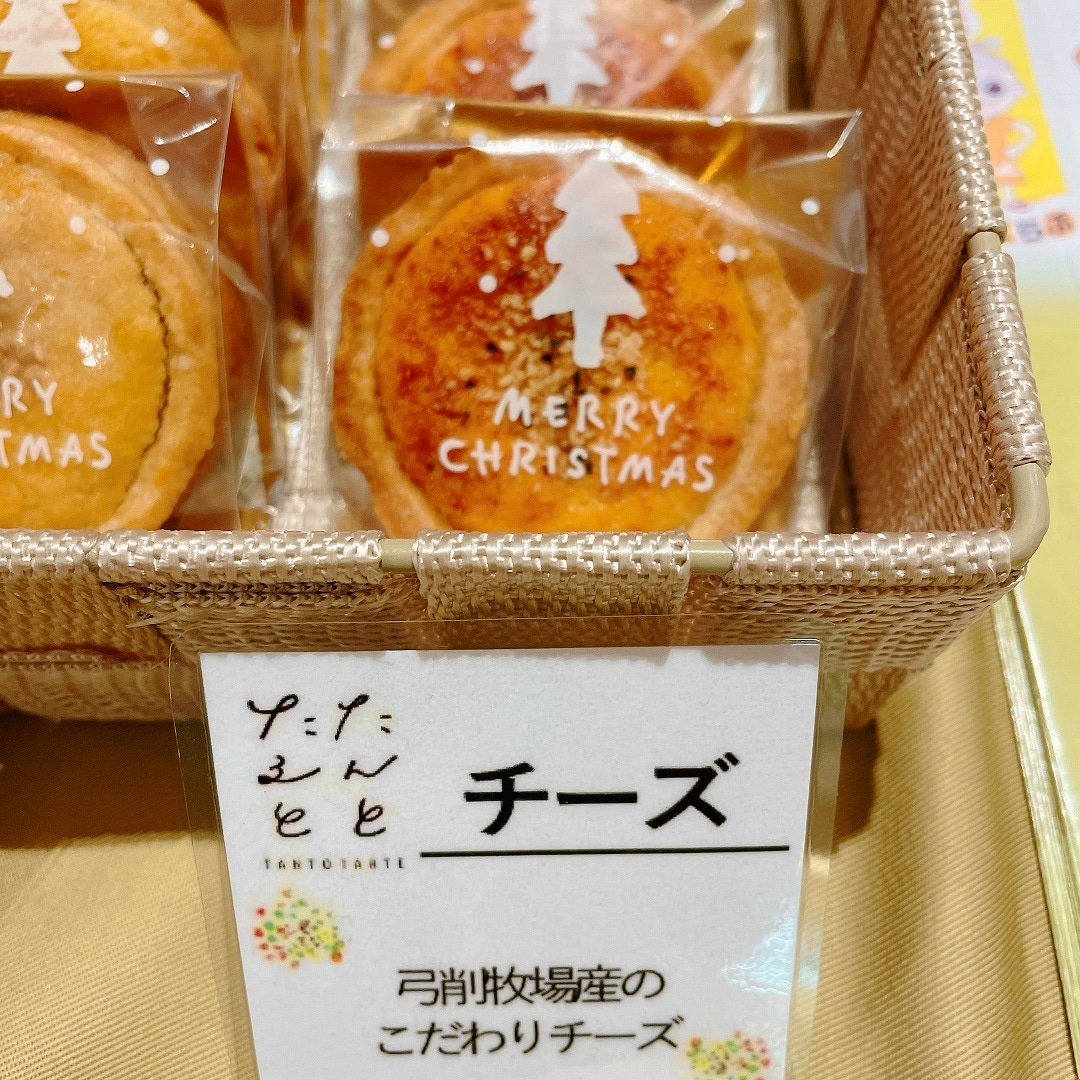 MERRY
CHRISTMAS
RY
TMAS
たんと
たると
TANTOTARTE
チーズ
弓削牧場産の
こだわりチーズ